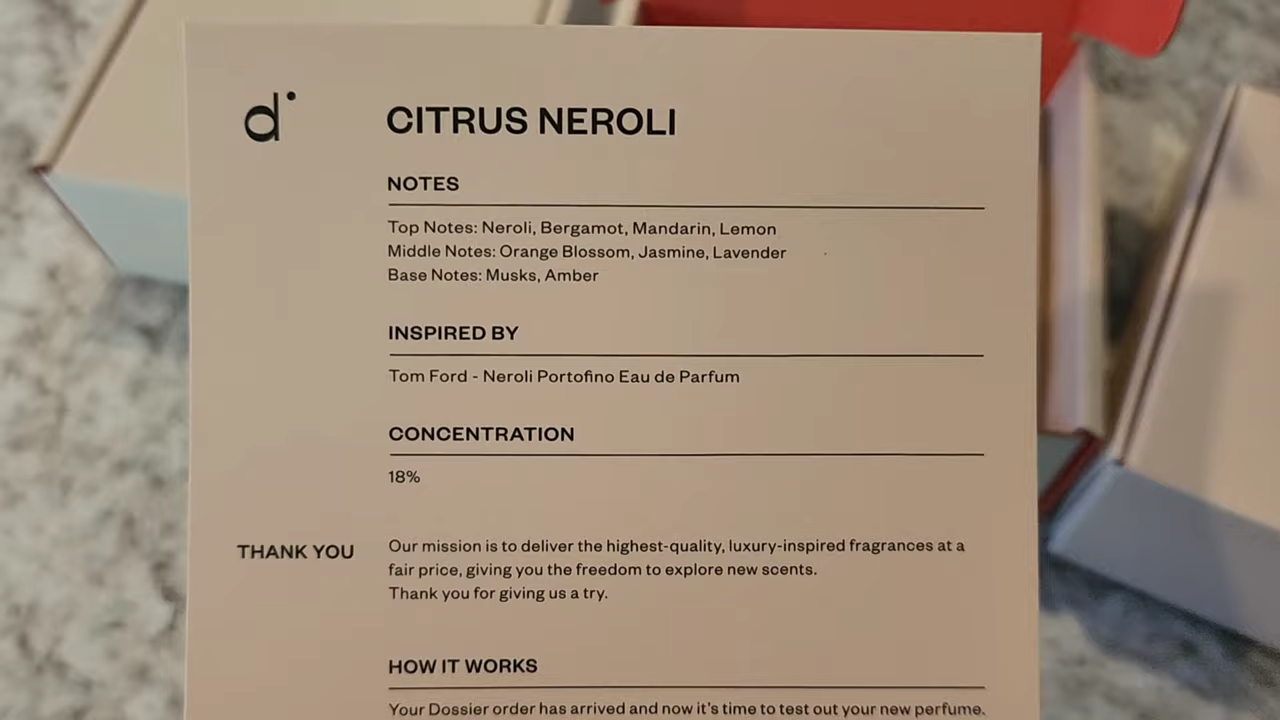 d
CITRUS NEROLI
NOTES
Top Notes: Neroli, Bergamot, Mandarin, Lemon
Middle Notes: Orange Blossom, Jasmine, Lavender
Base Notes: Musks, Amber
INSPIRED BY
Tom Ford - Neroli Portofino Eau de Parfum
CONCENTRATION
18%
THANK YOU
Our mission is to deliver the highest-quality, luxury-inspired fragrances at a
fair price, giving you the freedom to explore new scents.
Thank you for giving us a try.
HOW IT WORKS
Your Dossier order has arrived and now it's time to test out your new perfume.